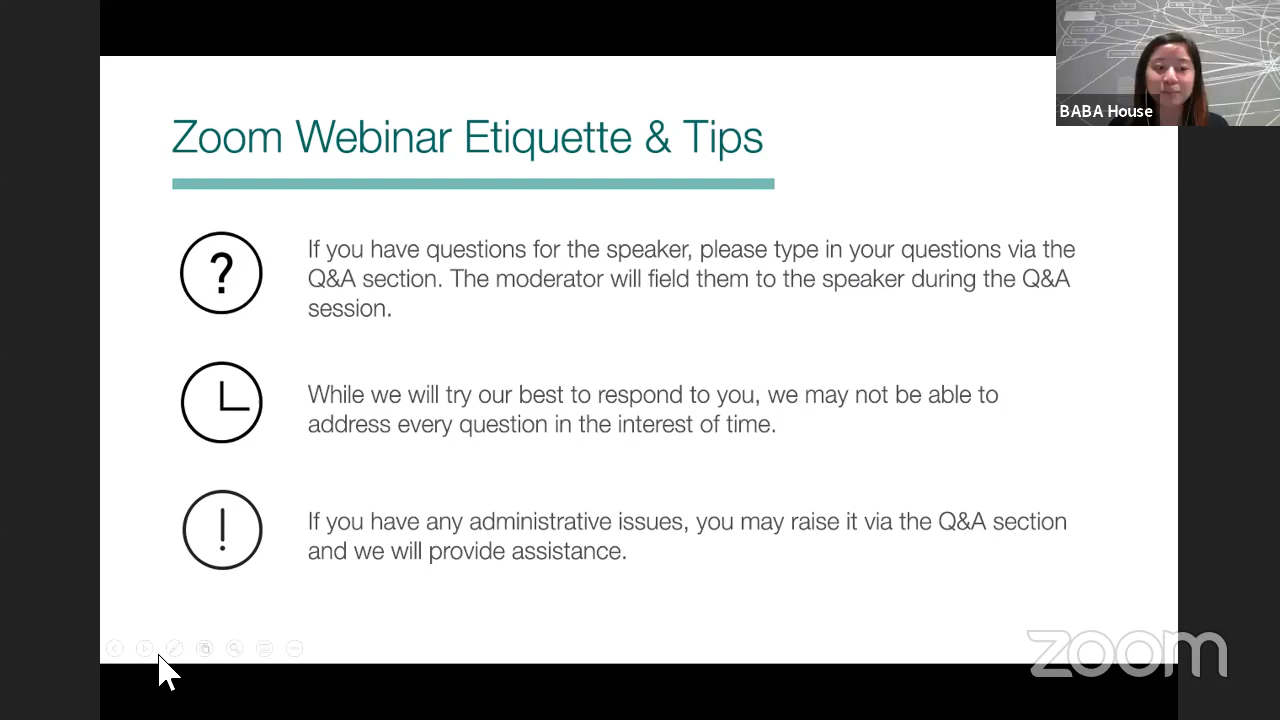 Zoom Webinar Etiquette & Tips
BABA House
?
If you have questions for the speaker, please type in your questions via the
Q&A section. The moderator will field them to the speaker during the Q&A
session.
While we will try our best to respond to you, we may not be able to
address every question in the interest of time.
!
If you have any administrative issues, you may raise it via the Q&A section
and we will provide assistance.
zoom